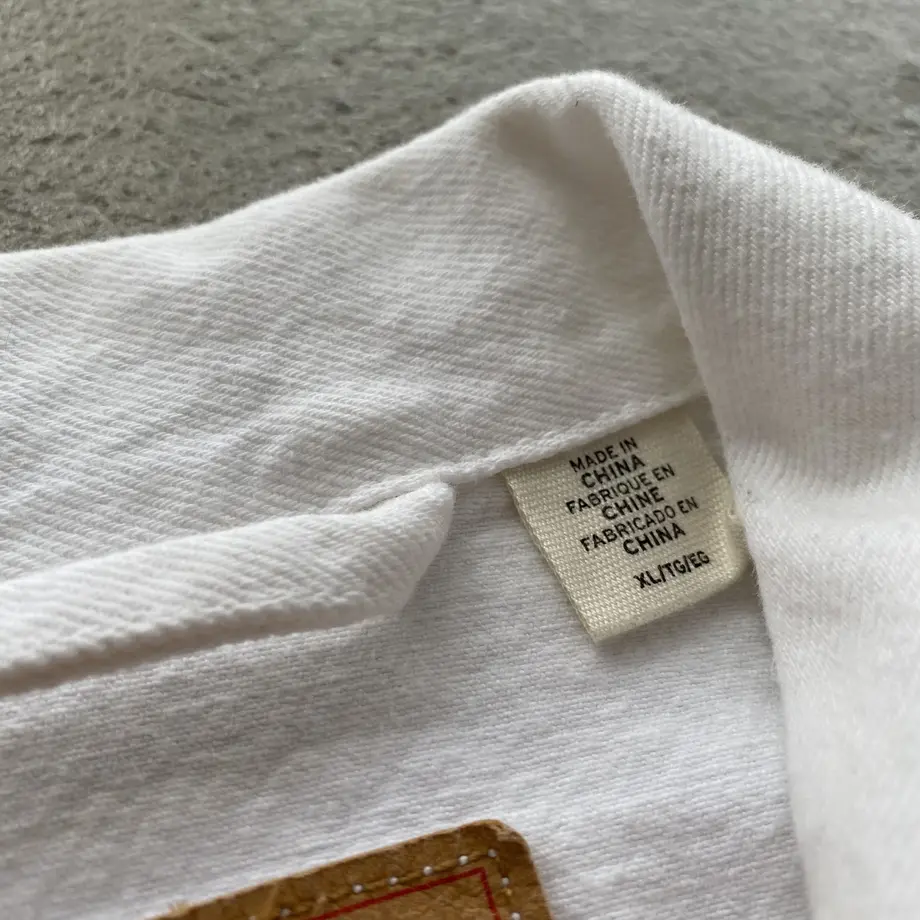 MADE IN
CHINA
FABRIQUE EN
CHINE
FABRICADO EN
CHINA
XL/TG/EG